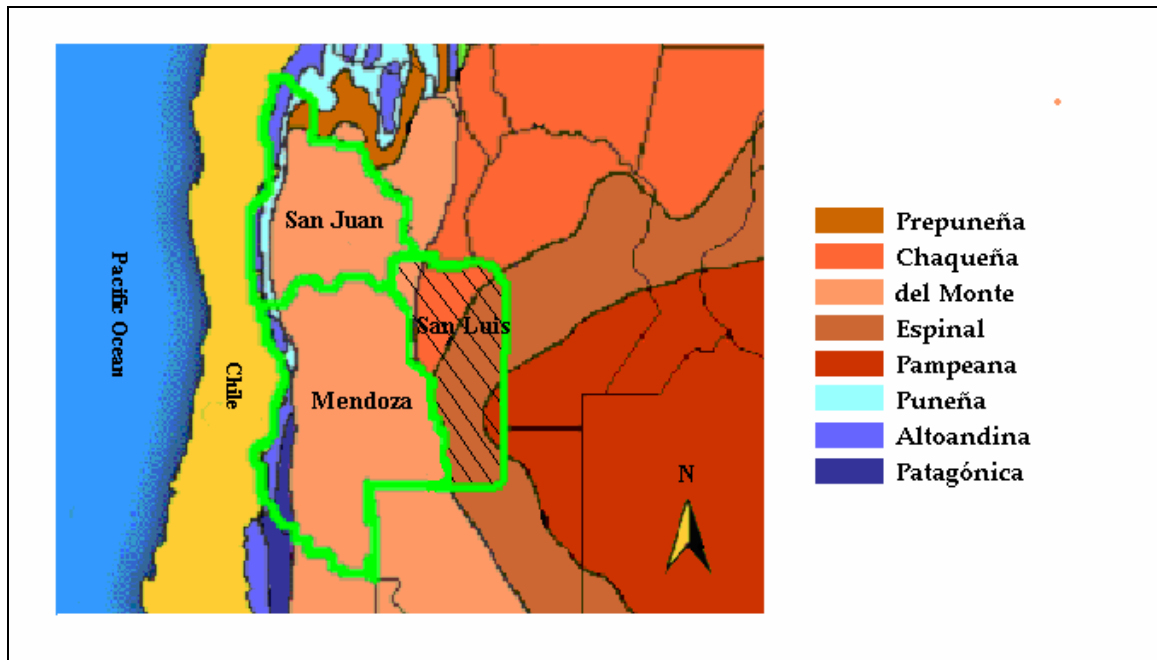 Pacific Ocean
Chile
San Juan
San Luis
Mendoza
N
Prepuneña
Chaqueña
del Monte
Espinal
Pampeana
Puneña
Altoandina
Patagónica